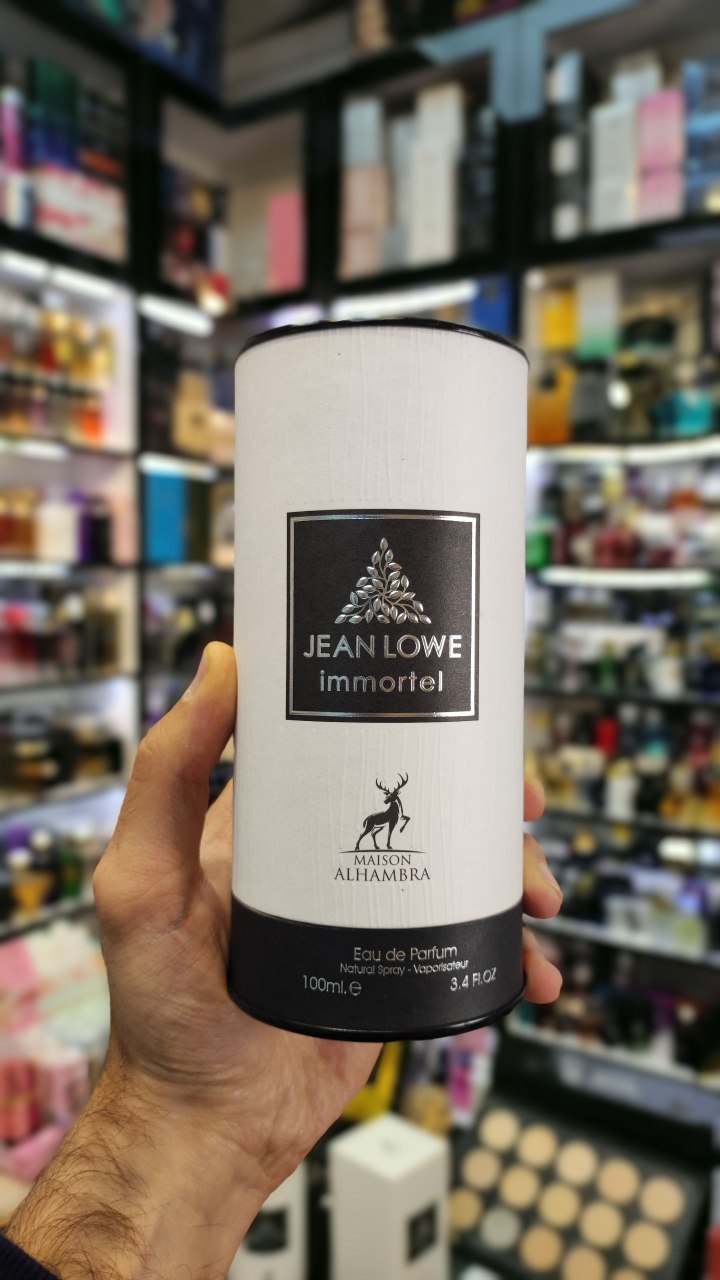 JEAN LOWE
immortel
MAISON
ALHAMBRA
Eau de Parfum
Natural Spray - Vaporisateur
100ml.e 3.4 Fl.OZ